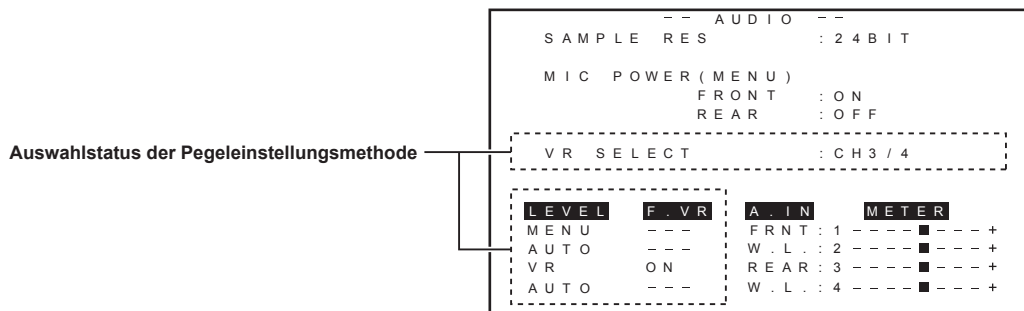 -- AUDIO --
SAMPLE RES :24BIT
MIC POWER(MENU)
FRONT :ON
REAR :OFF
Auswahlstatus der Pegeleinstellungsmethode
VR SELECT :CH3/4
LEVEL F.VR A.IN METER
MENU --- FRNT:1 ----■---+
AUTO --- W.L.:2 ----■---+
VR ON REAR:3 ----■---+
AUTO --- W.L.:4 ----■---+